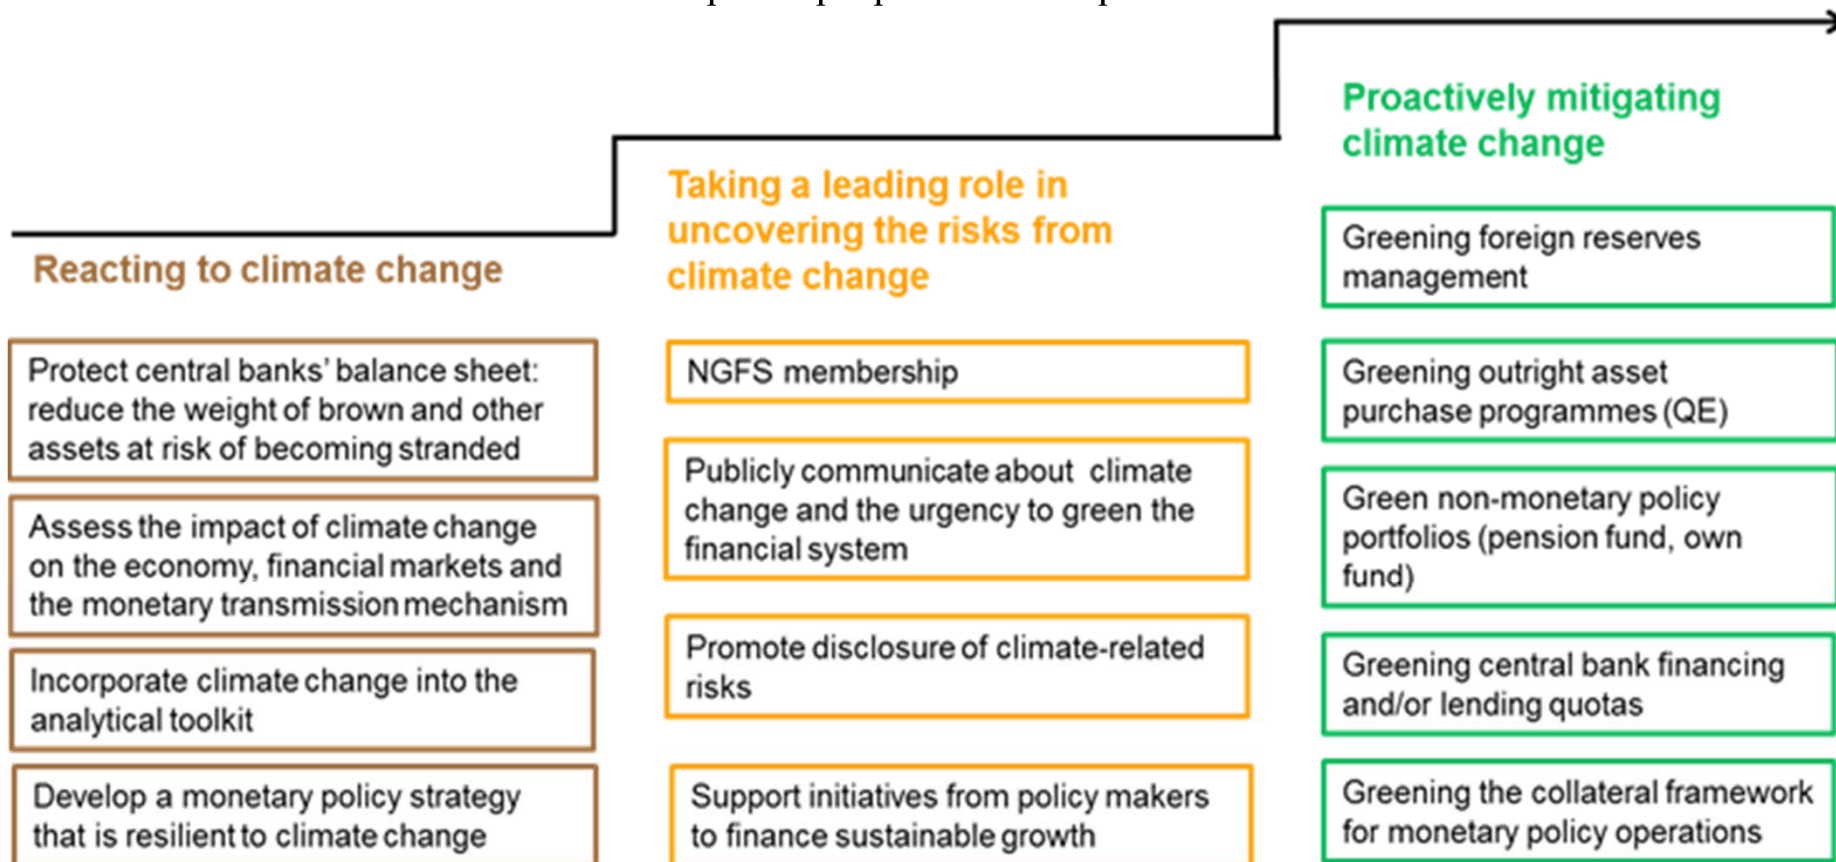 Reacting to climate change
Protect central banks' balance sheet:
reduce the weight of brown and other
assets at risk of becoming stranded
Assess the impact of climate change
on the economy, financial markets and
the monetary transmission mechanism
Incorporate climate change into the
analytical toolkit
Develop a monetary policy strategy
that is resilient to climate change
Taking a leading role in
uncovering the risks from
climate change
NGFS membership
Publicly communicate about climate
change and the urgency to green the
financial system
Promote disclosure of climate-related
risks
Support initiatives from policy makers
to finance sustainable growth
Proactively mitigating
climate change
Greening foreign reserves
management
Greening outright asset
purchase programmes (QE)
Green non-monetary policy
portfolios (pension fund, own
fund)
Greening central bank financing
and/or lending quotas
Greening the collateral framework
for monetary policy operations